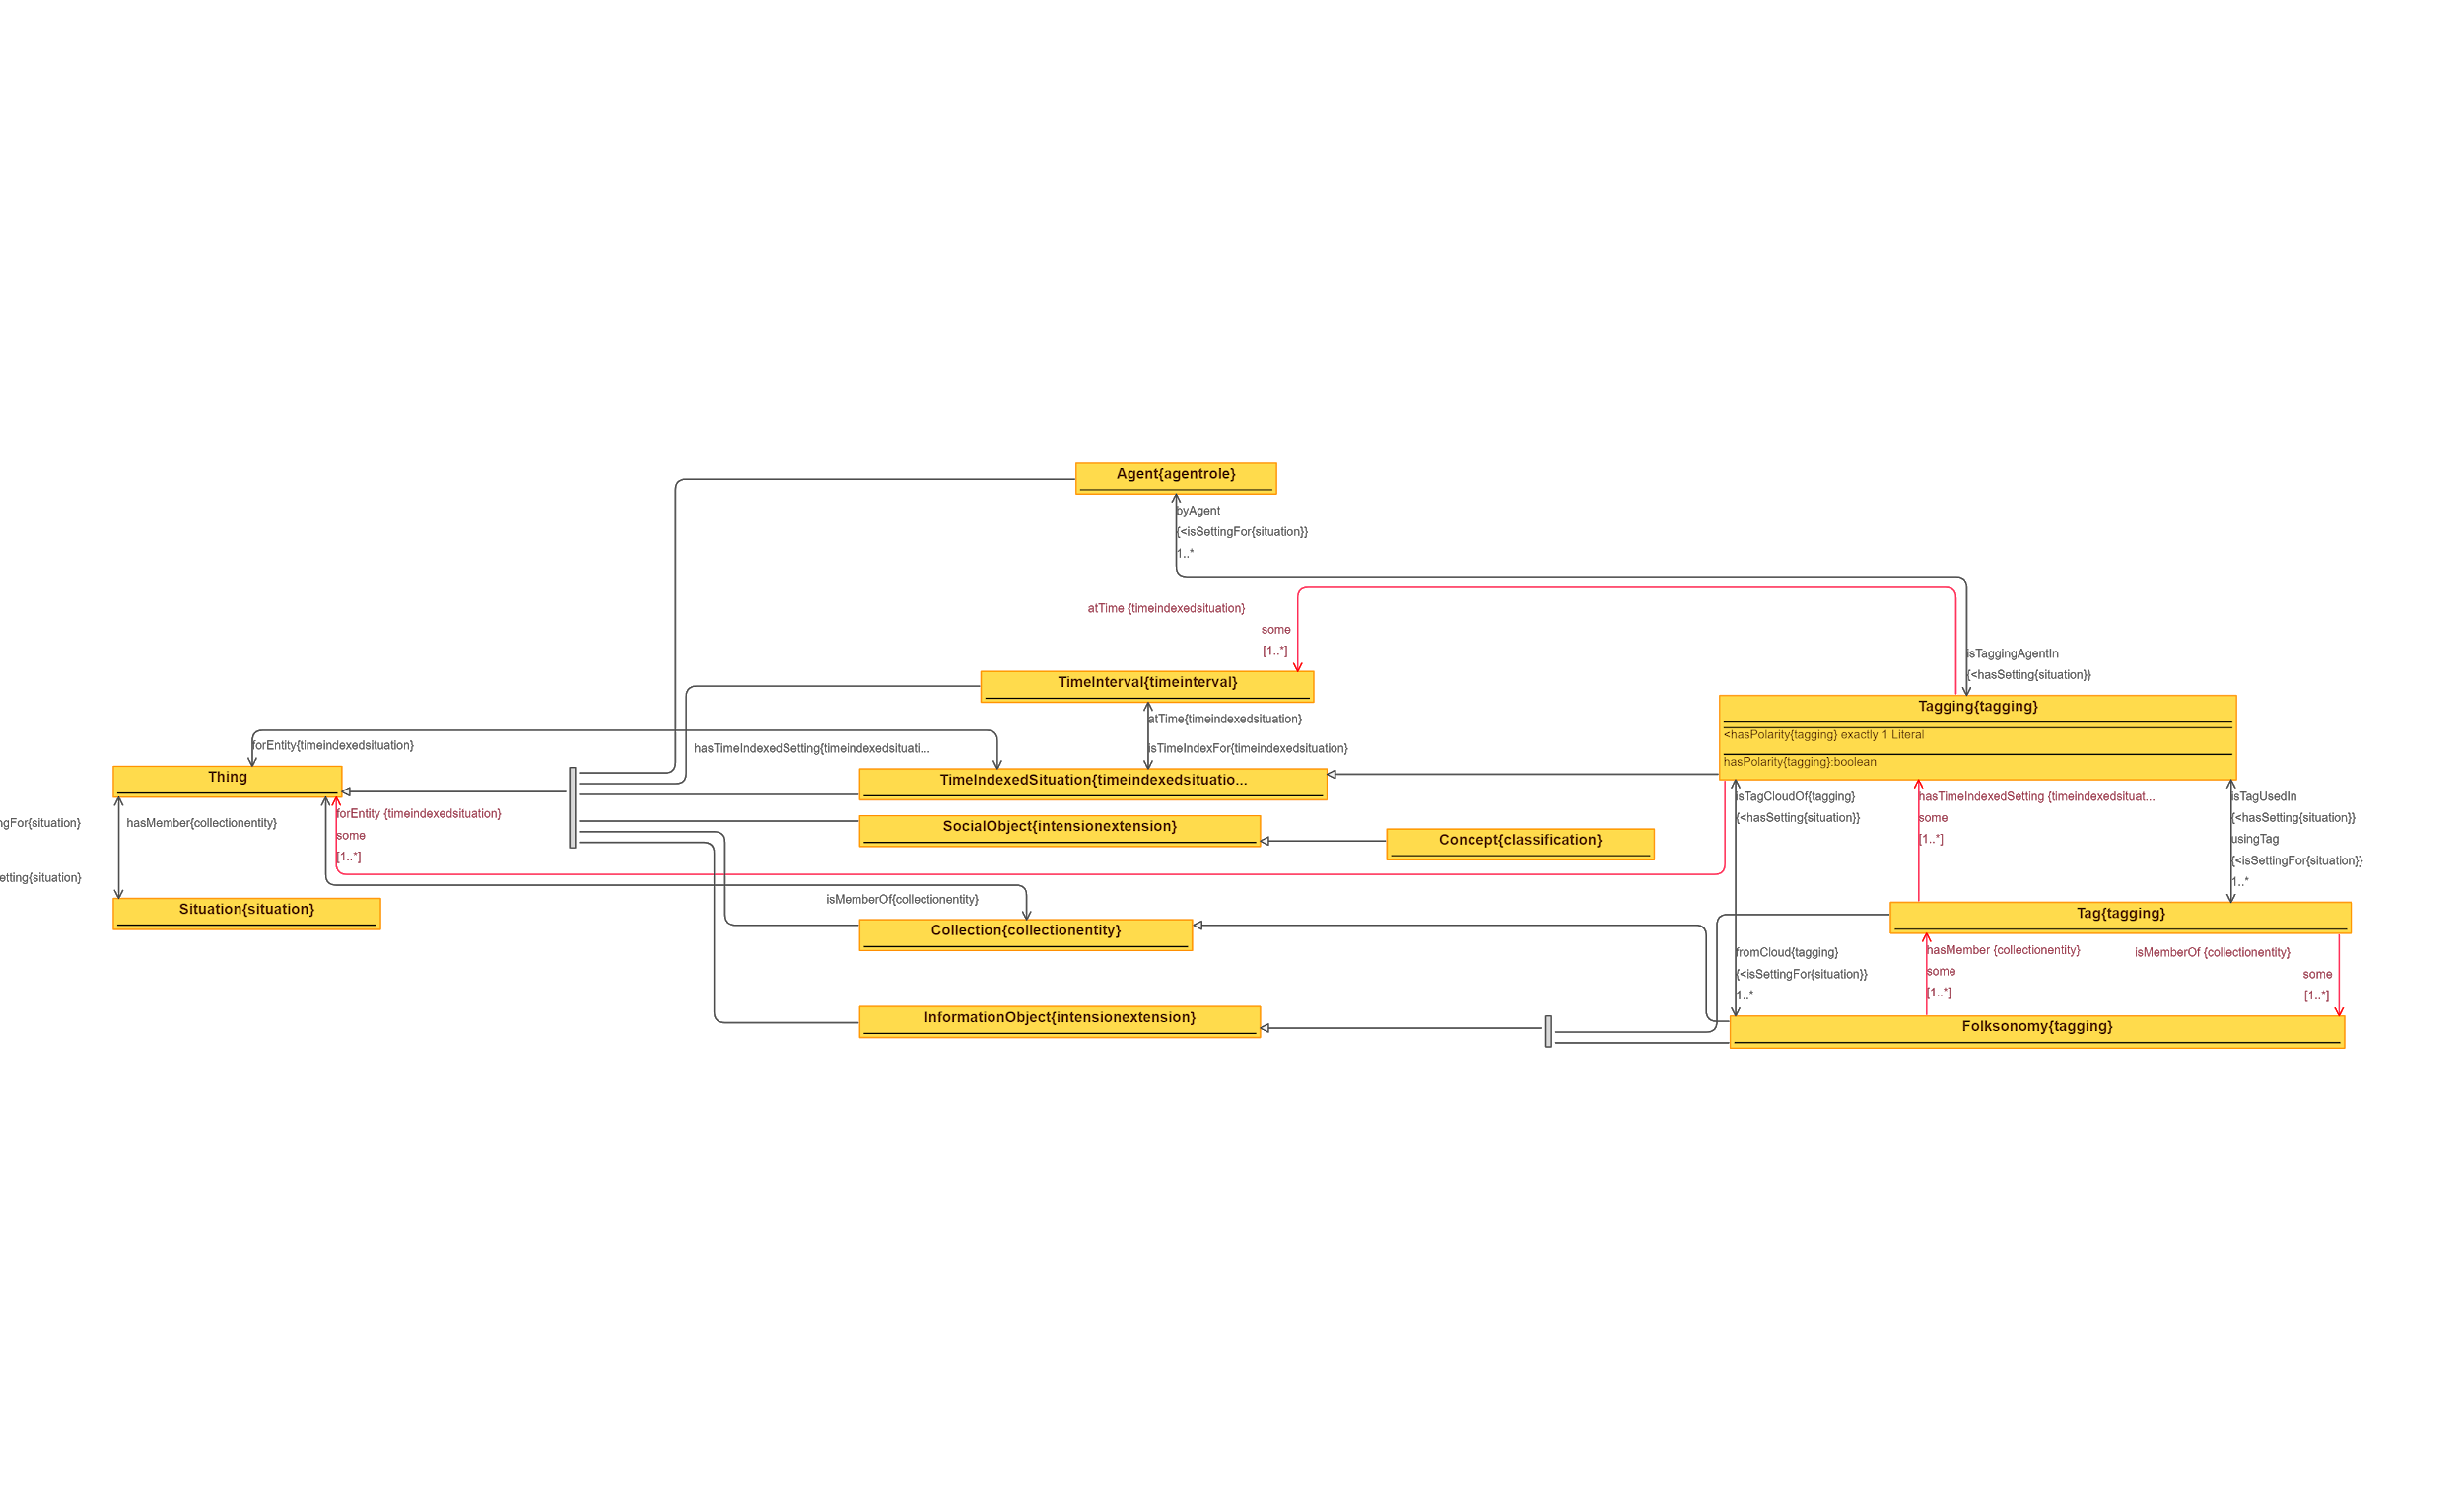 Agent{agentrole}
byAgent
{<isSettingFor{situation}}
1..*
atTime {timeindexedsituation}
some
[1..*]
isTaggingAgentIn
{<hasSetting{situation}}
TimeInterval{timeinterval}
atTime{timeindexedsituation}
isTimeIndexFor{timeindexedsituation}
Tagging{tagging}
<hasPolarity{tagging} exactly 1 Literal
hasPolarity{tagging}:boolean
forEntity{timeindexedsituation}
hasTimeIndexedSetting{timeindexedsituati...
Thing
TimeIndexedSituation{timeindexedsituatio...
ngFor{situation}
hasMember{collectionentity}
forEntity {timeindexedsituation}
some
[1..*]
SocialObject{intensionextension}
Concept{classification}
isTagCloudOf{tagging}
{<hasSetting{situation}}
hasTimeIndexedSetting {timeindexedsituat...
some
[1..*]
isTagUsedIn
{<hasSetting{situation}}
usingTag
{<isSettingFor{situation}}
1..*
etting{situation}
Situation{situation}
isMemberOf{collectionentity}
Collection{collectionentity}
Tag{tagging}
fromCloud{tagging}
{<isSettingFor{situation}}
1..*
hasMember {collectionentity}
some
[1..*]
isMemberOf {collectionentity}
some
[1..*]
InformationObject{intensionextension}
Folksonomy{tagging}